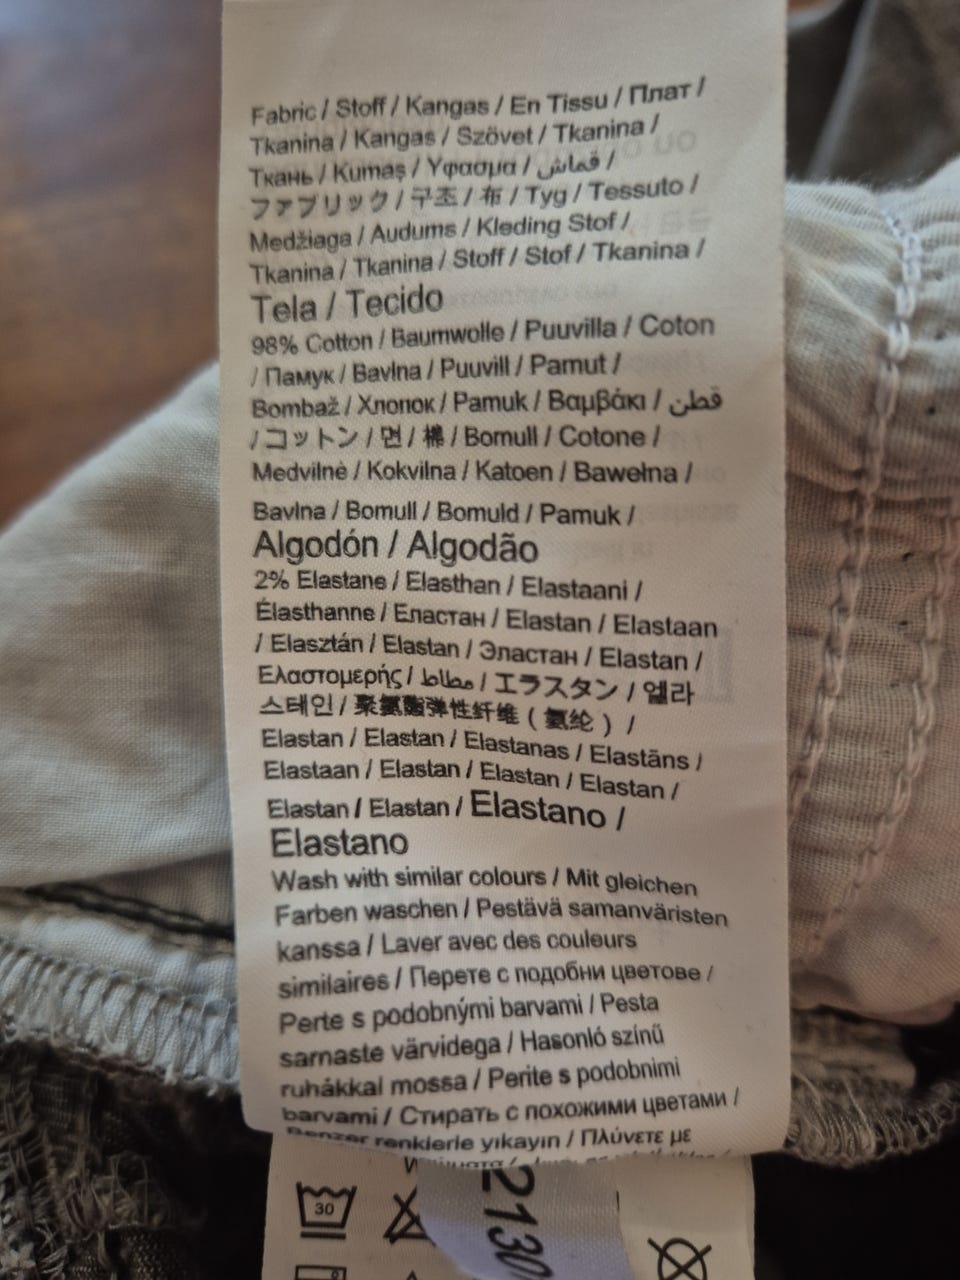 Fabric / Stoff / Kangas / En Tissu / Плат /
Tkanina / Kangas / Szövet / Tkanina /
Ткань / Kumaş / Υφασμα / قماش /
ファブリック / 구조 / 布 / Tyg / Tessuto /
Medžiaga / Audums / Kleding Stof /
Tkanina / Tkanina / Stoff / Stof / Tkanina /
Tela / Tecido
98% Cotton / Baumwolle / Puuvilla / Coton
/ Памук / Bavlna / Puuvill / Pamut /
Bombaž / Хлопок / Pamuk / Βαμβάκι / قطن
/ コットン / 면 / 棉 / Bomull / Cotone /
Medvilnė / Kokvilna / Katoen / Bawełna /
Bavlna / Bomull / Bomuld / Pamuk /
Algodón / Algodão
2% Elastane / Elasthan / Elastaani /
Élasthanne / Еластан / Elastan / Elastaan
/ Elasztán / Elastan / Эластан / Elastan /
Ελαστομερής / مطاط / エラスタン / 엘라
스테인 / 聚氨酯弹性纤维 ( 氨纶 ) /
Elastan / Elastan / Elastanas / Elastāns /
Elastaan / Elastan / Elastan / Elastan /
Elastan / Elastan / Elastano /
Elastano
Wash with similar colours / Mit gleichen
Farben waschen / Pestävä samanväristen
kanssa / Laver avec des couleurs
similaires / Перете с подобни цветове /
Perte s podobnými barvami / Pesta
sarnaste värvidega / Hasonló színű
ruhákkal mossa / Perite s podobnimi
barvami / Стирать с похожими цветами /
Benzer renklerle yıkayın / Πλύνετε με
30
2130